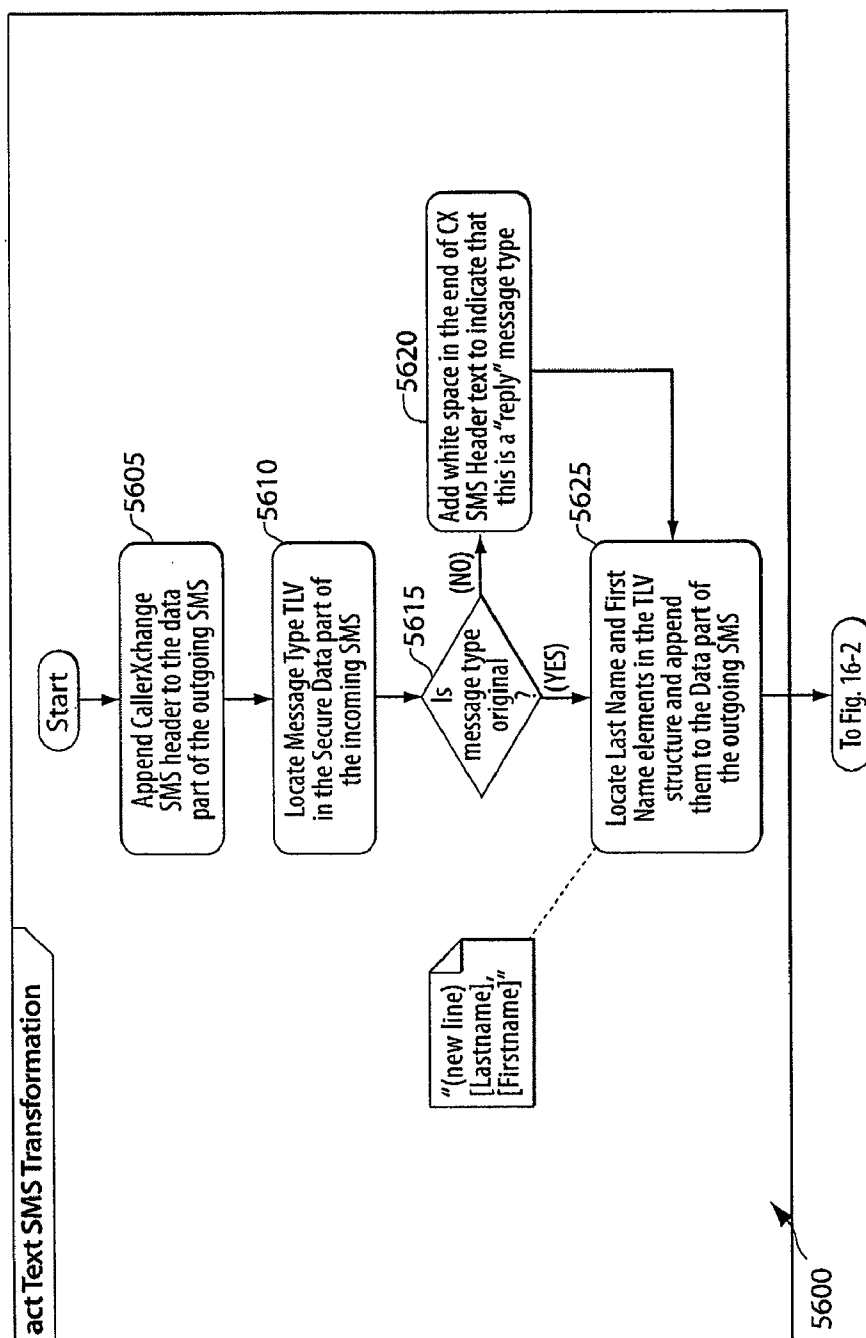 act Text SMS Transformation
Start
5605
Append CallerXchange
SMS header to the data
part of the outgoing SMS
5610
Locate Message Type TLV
in the Secure Data part of
the incoming SMS
5615
Is
message type
original
?
(NO)
5620
Add white space in the end of CX
SMS Header text to indicate that
this is a "reply" message type
(YES)
5625
Locate Last Name and First
Name elements in the TLV
structure and append
them to the Data part of
the outgoing SMS
"(new line)
[Lastname],
[Firstname]"
To Fig. 16-2
5600